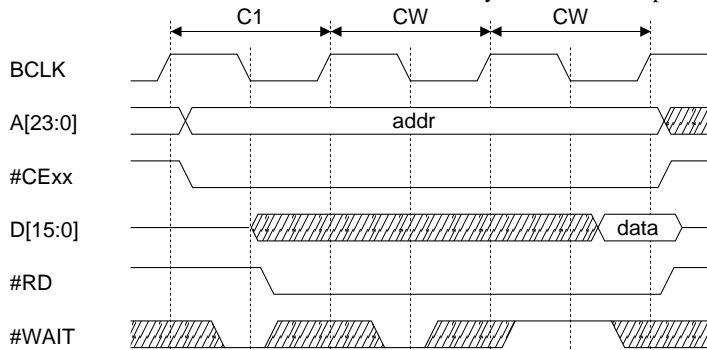 C1 CW CW
BCLK
A[23:0] addr
#CExx
D[15:0] data
#RD
#WAIT